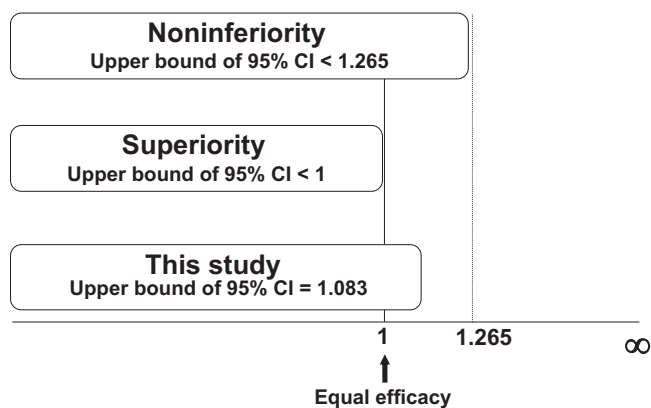 Noninferiority
Upper bound of 95% CI < 1.265
Superiority
Upper bound of 95% CI < 1
This study
Upper bound of 95% CI = 1.083
1 1.265 ∞
Equal efficacy